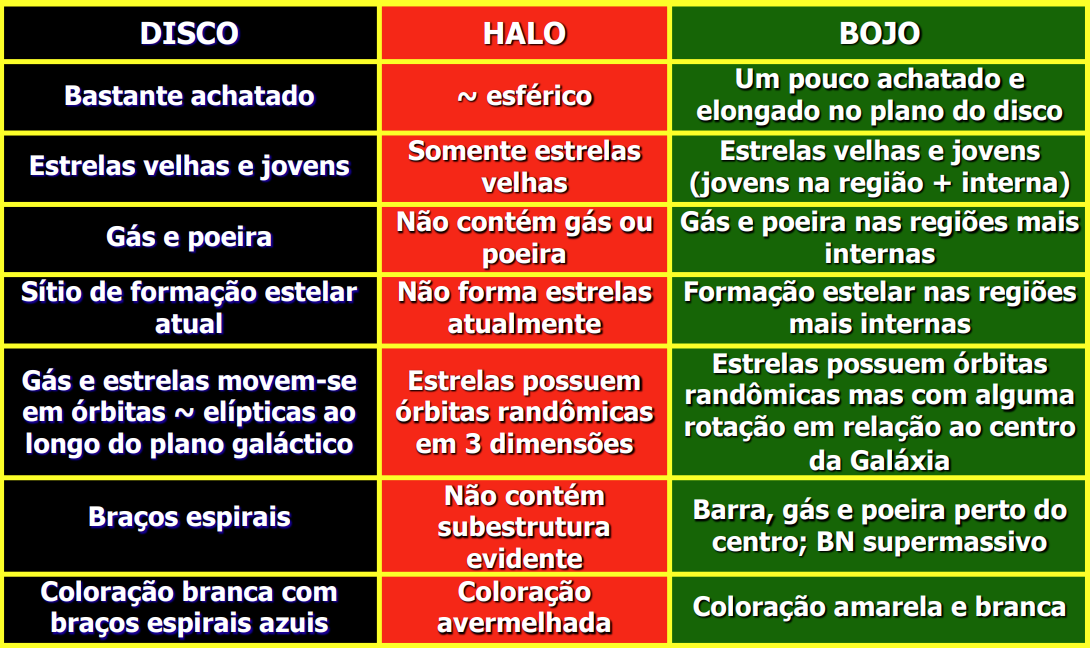 DISCO
HALO
BOJO
Bastante achatado
~ esférico
Um pouco achatado e
elongado no plano do disco
Estrelas velhas e jovens
Somente estrelas
velhas
Estrelas velhas e jovens
(jovens na região + interna)
Gás e poeira
Não contém gás ou
poeira
Gás e poeira nas regiões mais
internas
Sítio de formação estelar
atual
Não forma estrelas
atualmente
Formação estelar nas regiões
mais internas
Gás e estrelas movem-se
em órbitas ~ elípticas ao
longo do plano galáctico
Estrelas possuem
órbitas randômicas
em 3 dimensões
Estrelas possuem órbitas
randômicas mas com alguma
rotação em relação ao centro
da Galáxia
Braços espirais
Não contém
subestrutura
evidente
Barra, gás e poeira perto do
centro; BN supermassivo
Coloração branca com
braços espirais azuis
Coloração
avermelhada
Coloração amarela e branca